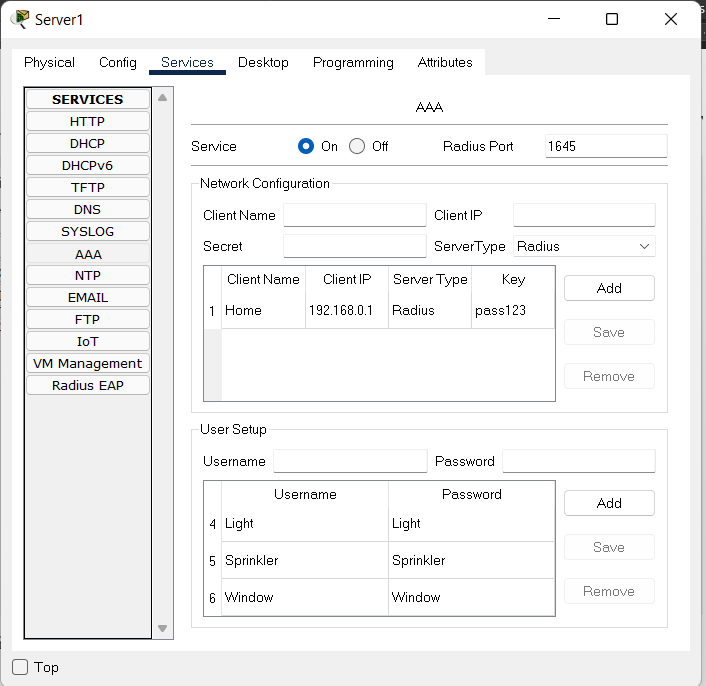 Server1
Physical Config Services Desktop Programming Attributes
SERVICES
HTTP
DHCP
DHCPv6
TFTP
DNS
SYSLOG
AAA
NTP
EMAIL
FTP
IoT
VM Management
Radius EAP
AAA
Service On Off Radius Port 1645
Network Configuration
Client Name Client IP
Secret ServerType Radius
Client Name Client IP Server Type Key
1 Home 192.168.0.1 Radius pass123
Add
Save
Remove
User Setup
Username Password
Username Password
4 Light Light
5 Sprinkler Sprinkler
6 Window Window
Add
Save
Remove
Top